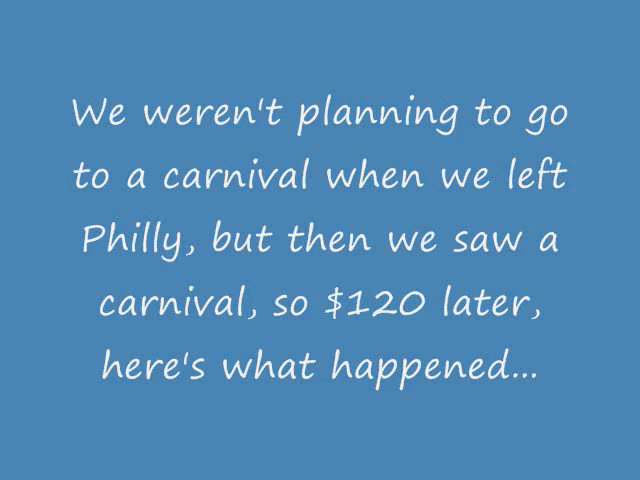 We weren't planning to go
to a carnival when we left
Philly, but then we saw a
carnival, so $120 later,
here's what happened...